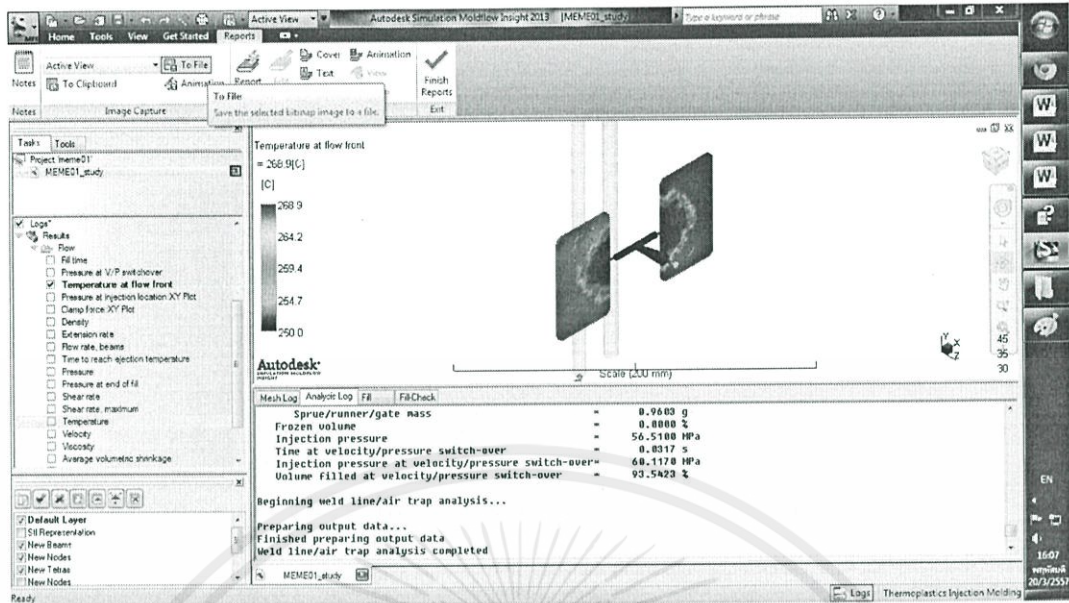 Active View
Autodesk Simulation Moldflow Insight 2013 [MEME01_study]
Type a keyword or phrase
Home Tools View Get Started Reports
Active View
To File
Cover
Animation
Notes
To Clipboard
Animation
Report
Text
Finish Reports
Notes
Image Capture
Exit
To File
Save the selected bitmap image to a file.
Tasks Tools
Project 'meme01'
MEME01_study
Logs*
Results
Flow
Fill time
Pressure at V/P switchover
Temperature at flow front
Pressure at injection location:XY Plot
Clamp force:XY Plot
Density
Extension rate
Flow rate, beams
Time to reach ejection temperature
Pressure
Pressure at end of fill
Shear rate
Shear rate, maximum
Temperature
Velocity
Viscosity
Average volumetric shrinkage
Default Layer
Stl Representation
New Beams
New Nodes
New Tetras
New Nodes
Ready
Temperature at flow front
= 268.9[C]
[C]
268.9
264.2
259.4
254.7
250.0
Autodesk
Scale (200 mm)
Y
X
Z
45
35
30
Mesh Log Analysis Log Fill Fill-Check
Sprue/runner/gate mass = 0.9603 g
Frozen volume = 0.8000 %
Injection pressure = 56.5100 MPa
Time at velocity/pressure switch-over = 0.0317 s
Injection pressure at velocity/pressure switch-over= 60.1170 MPa
Volume filled at velocity/pressure switch-over = 93.5423 %
Beginning weld line/air trap analysis...
Preparing output data...
Finished preparing output data
Weld line/air trap analysis completed
MEME01_study
Logs Thermoplastics Injection Molding
EN
16:07
20/3/2557